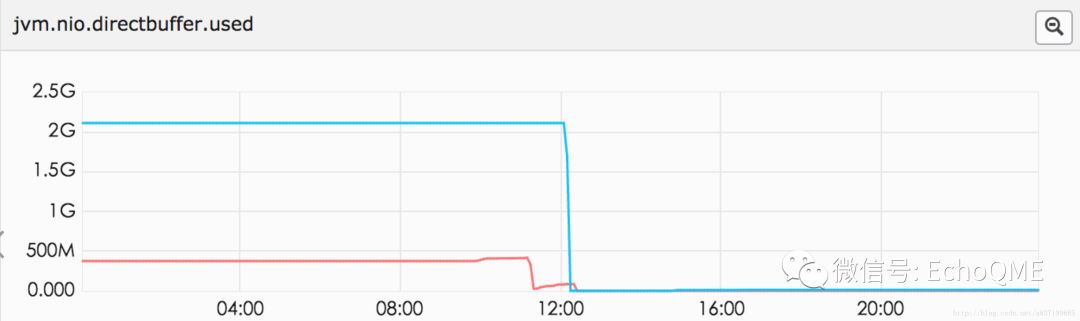 jvm.nio.directbuffer.used
2.5G
2G
1.5G
1G
500M
0.000
04:00
08:00
12:00
16:00
20:00
微信号: EchoQME